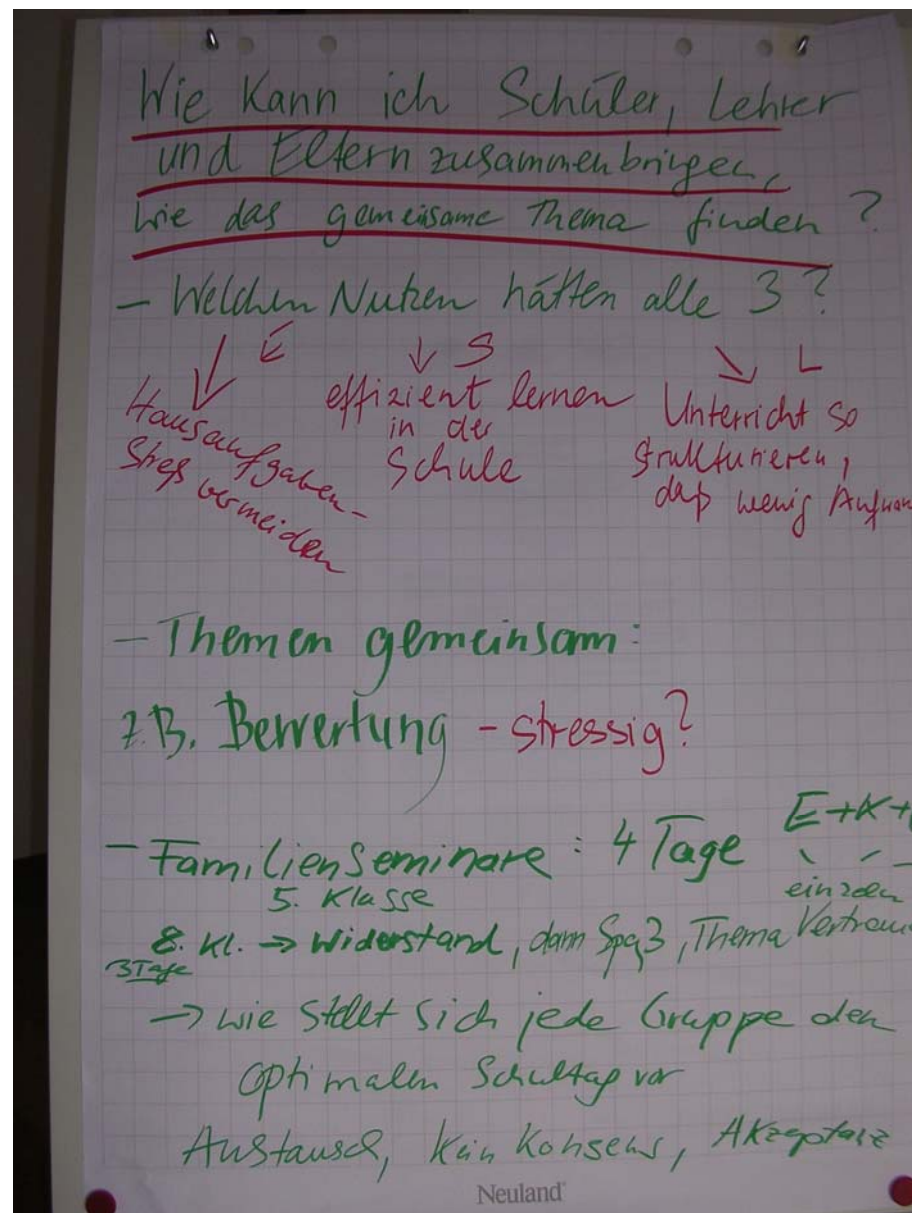 Wie kann ich Schüler, Lehrer
und Eltern zusammenbringen,
wie das gemeinsame Thema finden?
- Welchen Nutzen hätten alle 3?
E
Hausaufgaben-
Streß vermeiden
S
effizient lernen
in der
Schule
L
Unterricht so
strukturieren,
daß wenig Aufwan
- Themen gemeinsam:
z.B. Bewertung - stressig?
- Familienseminare: 4 Tage E+K+
5. Klasse einzeln
8. Kl. → Widerstand, dann Spaß, Thema Vertrau
3 Tage
→ wie stellt sich jede Gruppe den
optimalen Schultag vor
Austausch, kein Konsens, Akzeptanz
Neuland